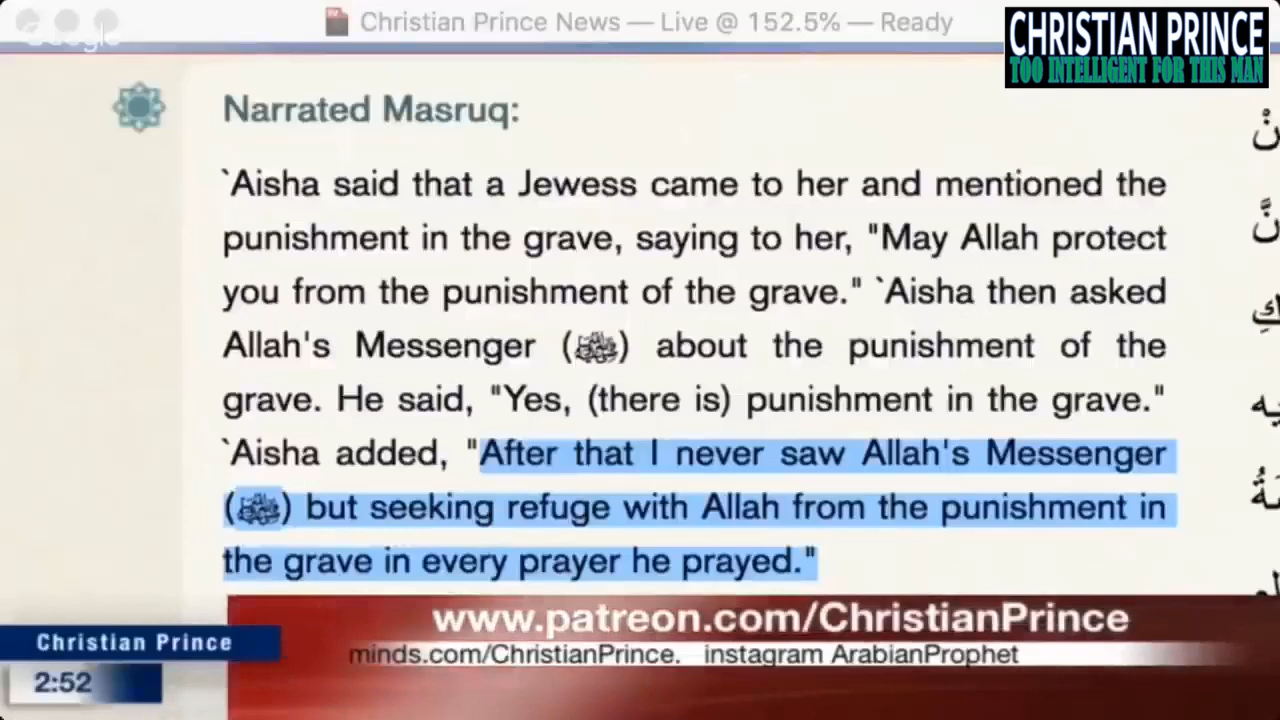 Christian Prince News — Live @ 152.5% — Ready
Google
CHRISTIAN PRINCE
TOO INTELLIGENT FOR THIS MAN
Narrated Masruq:
`Aisha said that a Jewess came to her and mentioned the
punishment in the grave, saying to her, "May Allah protect
you from the punishment of the grave." `Aisha then asked
Allah's Messenger (ﷺ) about the punishment of the
grave. He said, "Yes, (there is) punishment in the grave."
`Aisha added, "After that I never saw Allah's Messenger
(ﷺ) but seeking refuge with Allah from the punishment in
the grave in every prayer he prayed."
www.patreon.com/ChristianPrince
Christian Prince
minds.com/ChristianPrince. instagram ArabianProphet
2:52